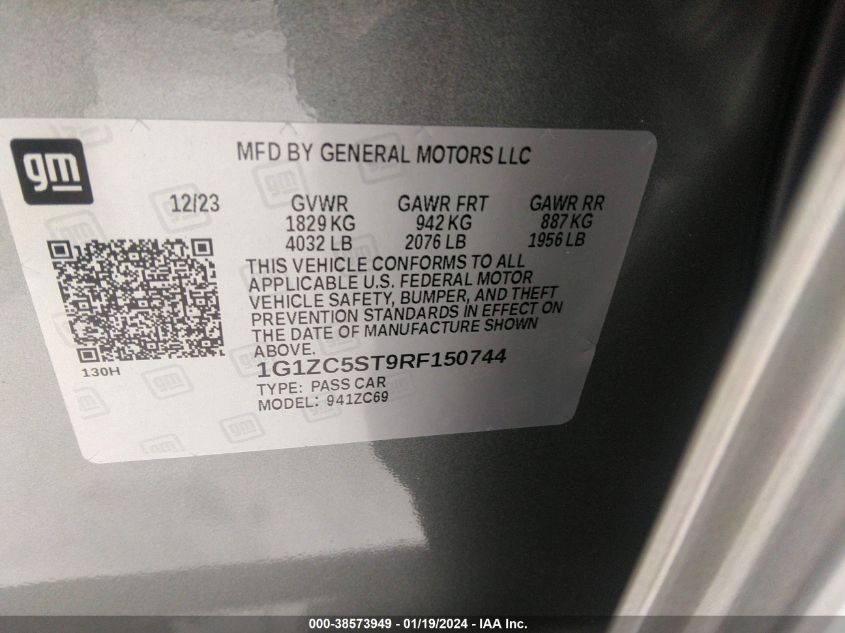 gm
MFD BY GENERAL MOTORS LLC
12/23 GVWR GAWR FRT GAWR RR
1829 KG 942 KG 887 KG
4032 LB 2076 LB 1956 LB
THIS VEHICLE CONFORMS TO ALL
APPLICABLE U.S. FEDERAL MOTOR
VEHICLE SAFETY, BUMPER, AND THEFT
PREVENTION STANDARDS IN EFFECT ON
THE DATE OF MANUFACTURE SHOWN
ABOVE.
130H
1G1ZC5ST9RF150744
TYPE: PASS CAR
MODEL: 941ZC69
000-38573949 - 01/19/2024 - IAA Inc.